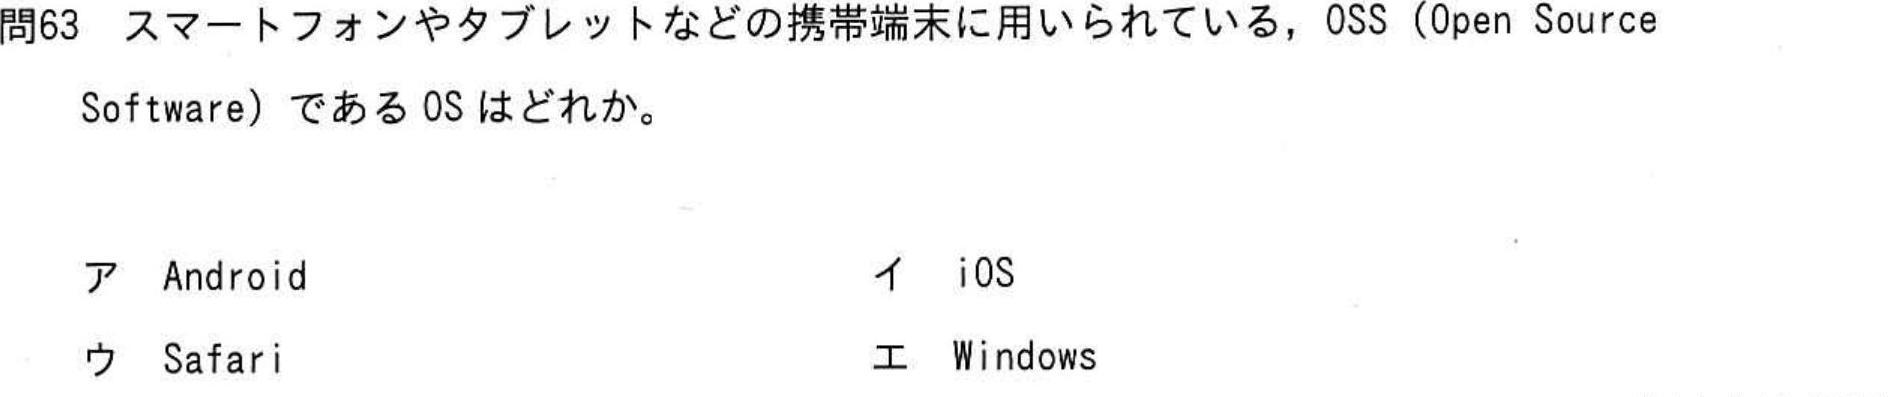 問63　スマートフォンやタブレットなどの携帯端末に用いられている，OSS（Open Source
Software）である OS はどれか。
ア　Android　イ　iOS
ウ　Safari　エ　Windows